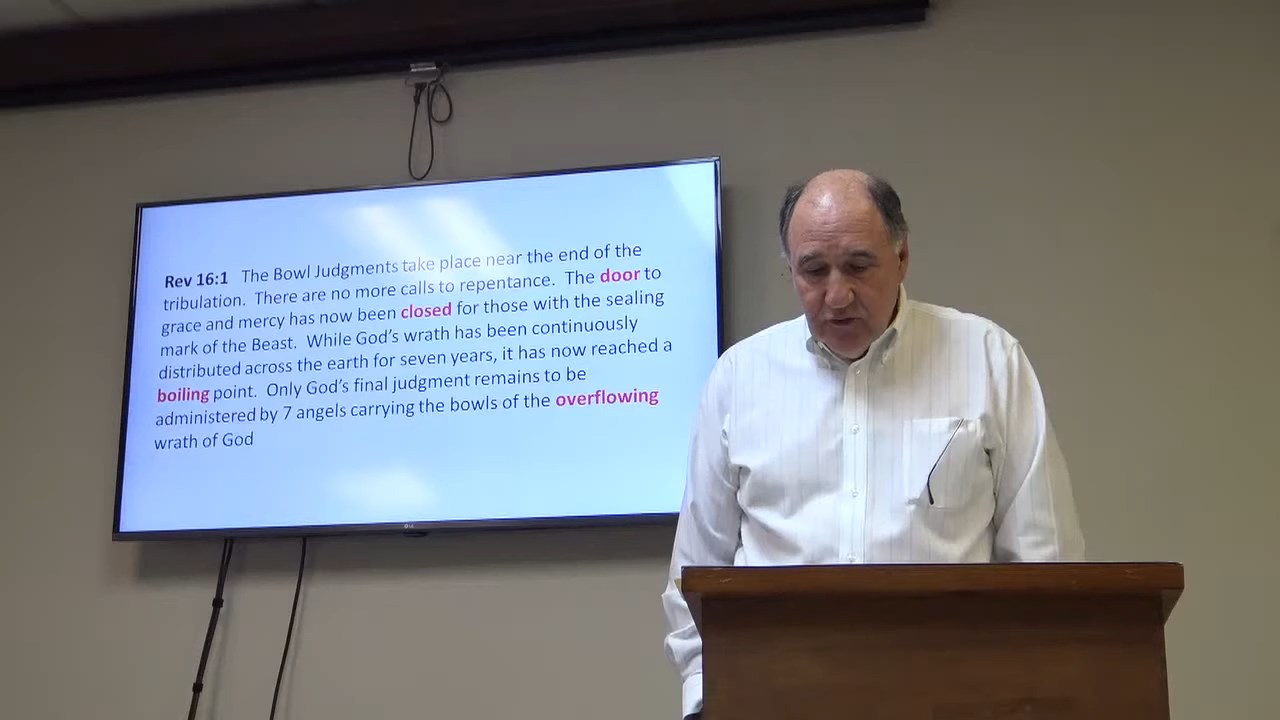 Rev 16:1 The Bowl Judgments take place near the end of the
tribulation. There are no more calls to repentance. The door to
grace and mercy has now been closed for those with the sealing
mark of the Beast. While God's wrath has been continuously
distributed across the earth for seven years, it has now reached a
boiling point. Only God's final judgment remains to be
administered by 7 angels carrying the bowls of the overflowing
wrath of God
LG